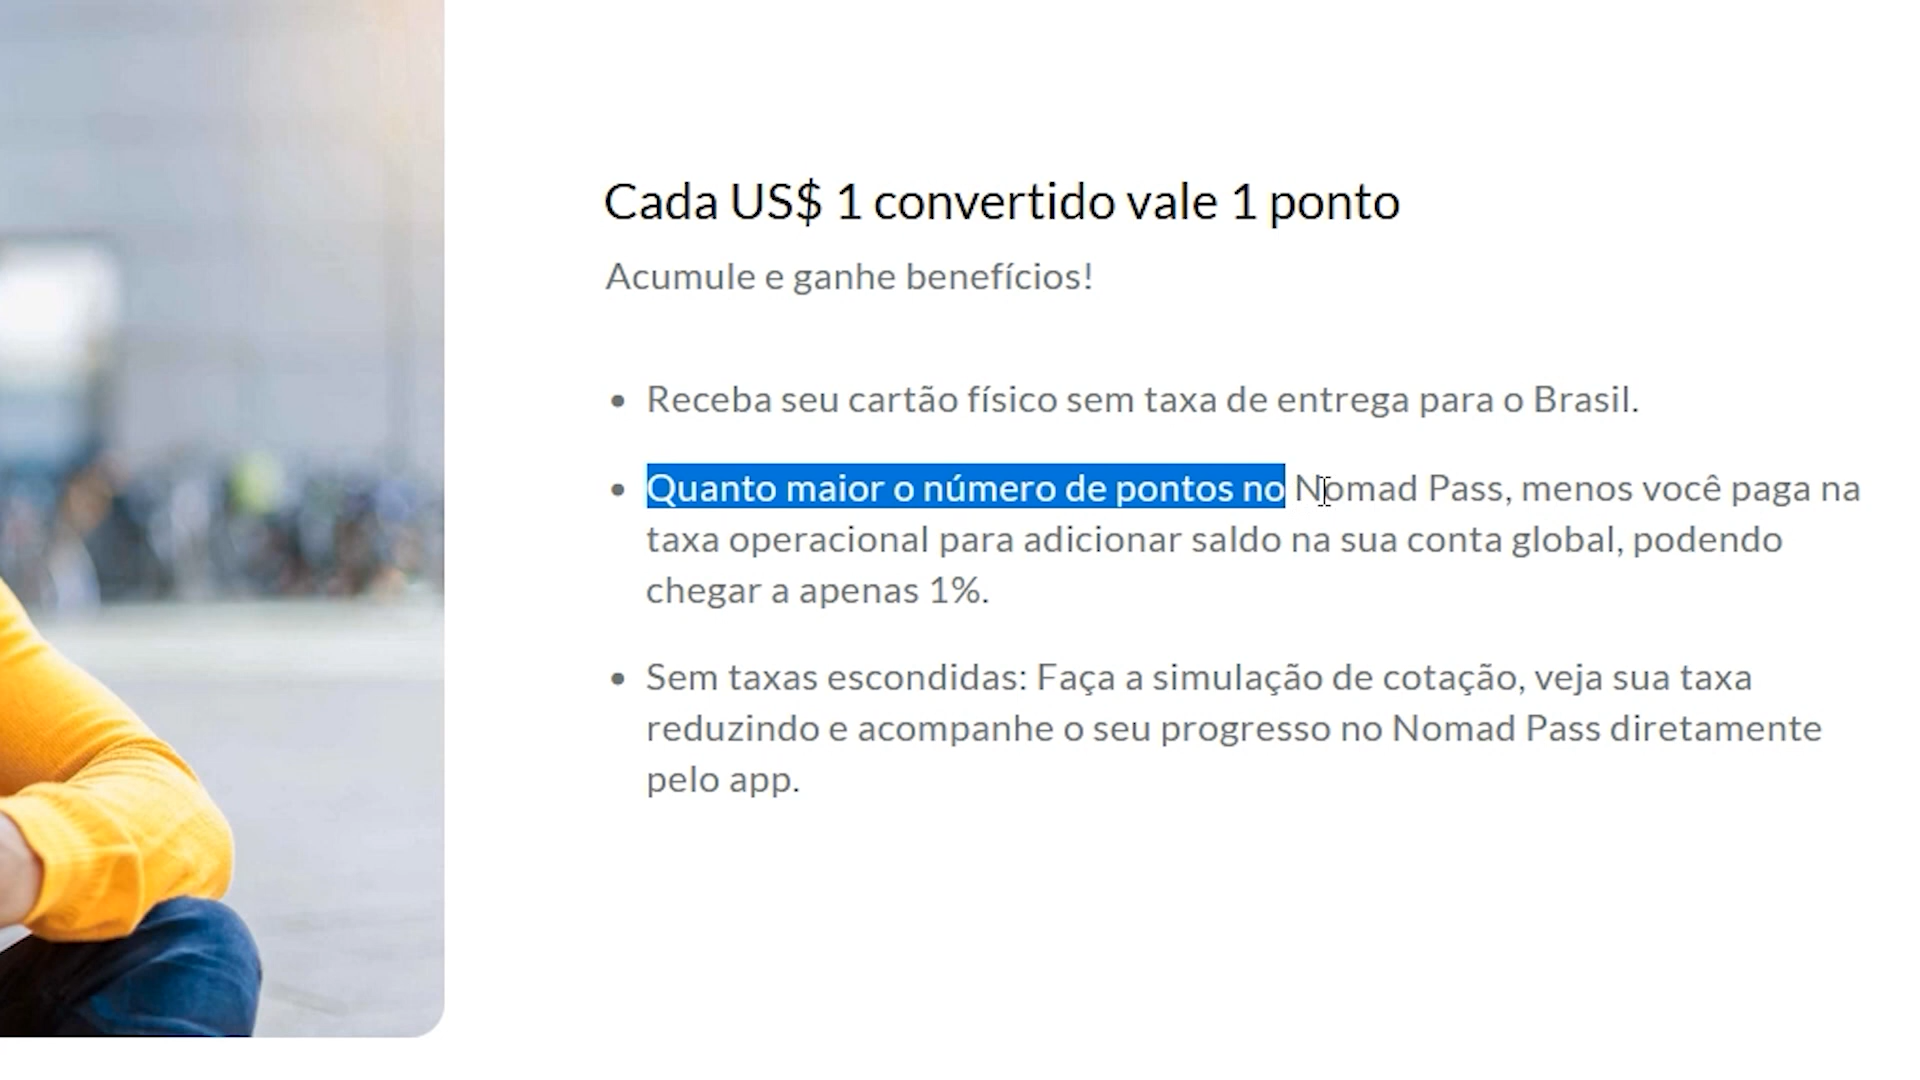 Cada US$ 1 convertido vale 1 ponto
Acumule e ganhe benefícios!
• Receba seu cartão físico sem taxa de entrega para o Brasil.
• Quanto maior o número de pontos no Nomad Pass, menos você paga na
taxa operacional para adicionar saldo na sua conta global, podendo
chegar a apenas 1%.
• Sem taxas escondidas: Faça a simulação de cotação, veja sua taxa
reduzindo e acompanhe o seu progresso no Nomad Pass diretamente
pelo app.